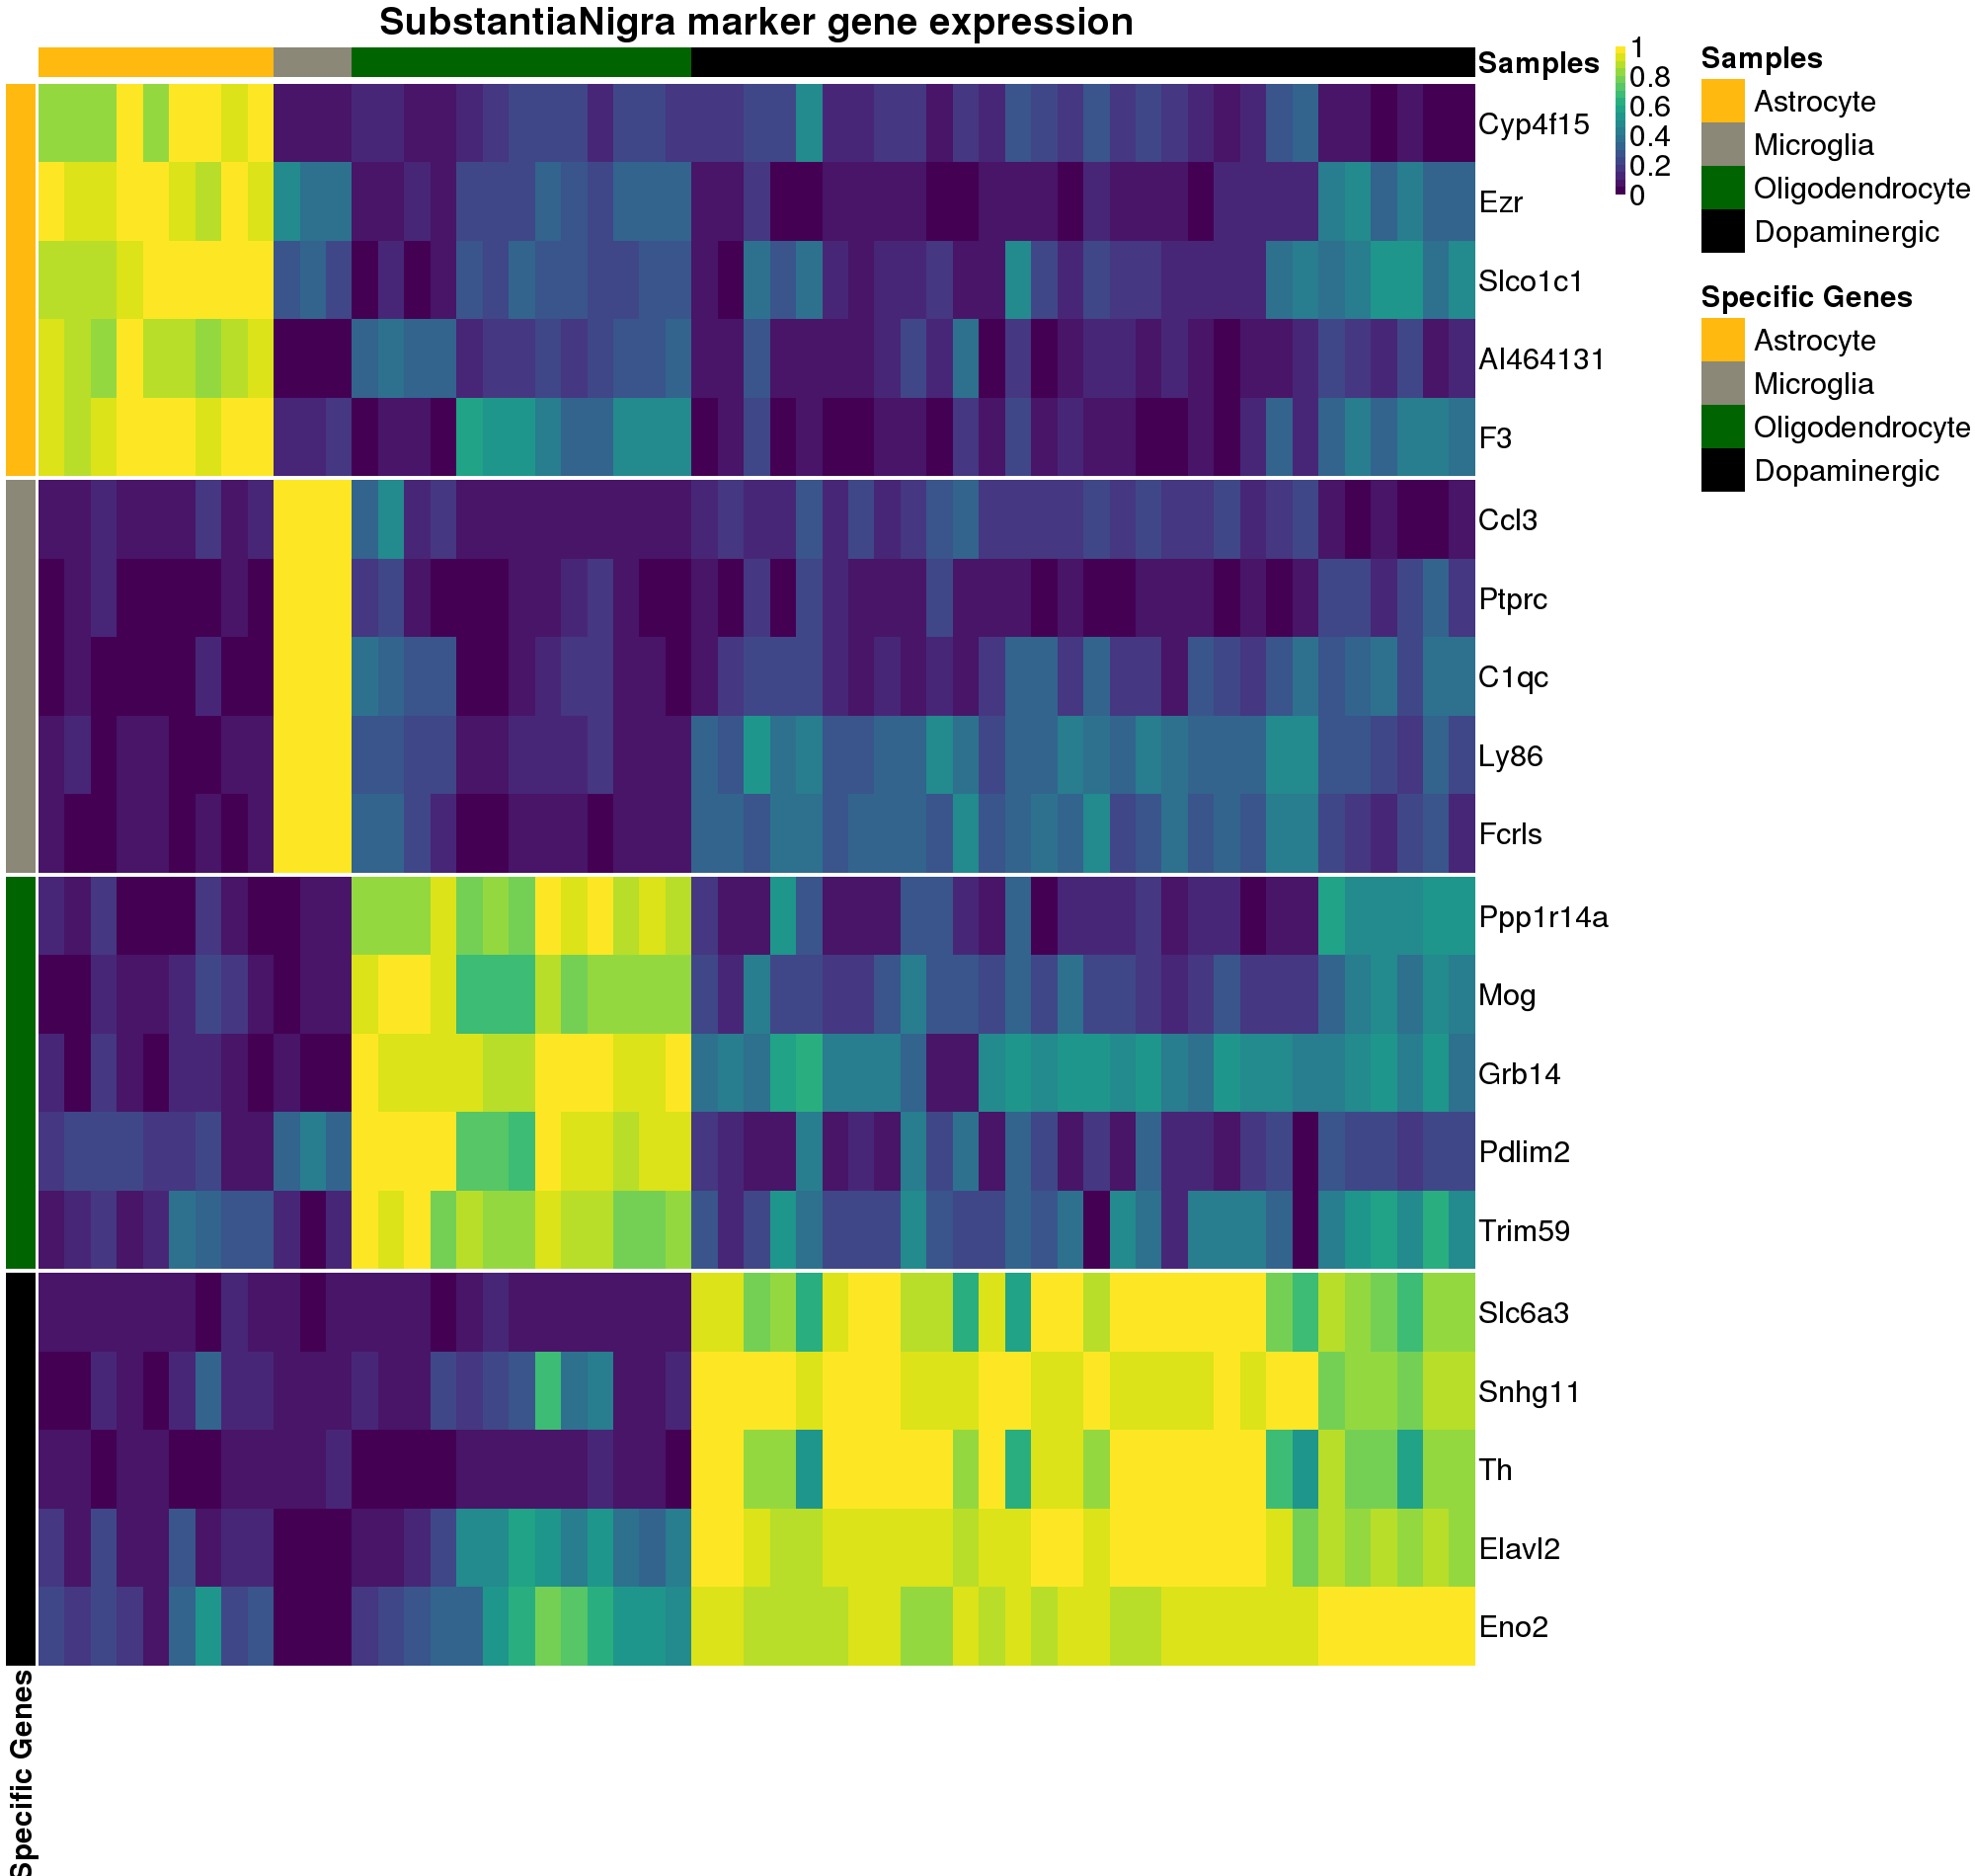 SubstantiaNigra marker gene expression
Samples
Cyp4f15
Ezr
Slco1c1
AI464131
F3
Ccl3
Ptprc
C1qc
Ly86
Fcrls
Ppp1r14a
Mog
Grb14
Pdlim2
Trim59
Slc6a3
Snhg11
Th
Elavl2
Eno2
Specific Genes
1
0.8
0.6
0.4
0.2
0
Samples
Astrocyte
Microglia
Oligodendrocyte
Dopaminergic
Specific Genes
Astrocyte
Microglia
Oligodendrocyte
Dopaminergic